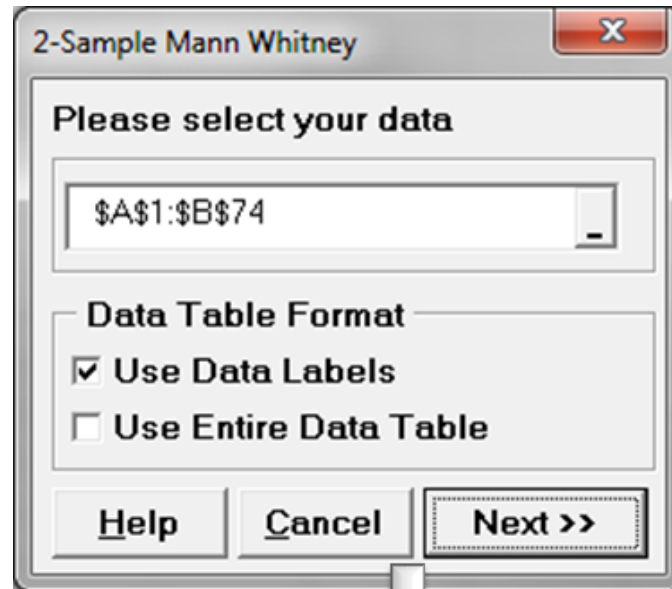 2-Sample Mann Whitney
Please select your data
$A$1:$B$74
Data Table Format
Use Data Labels
Use Entire Data Table
Help Cancel Next >>